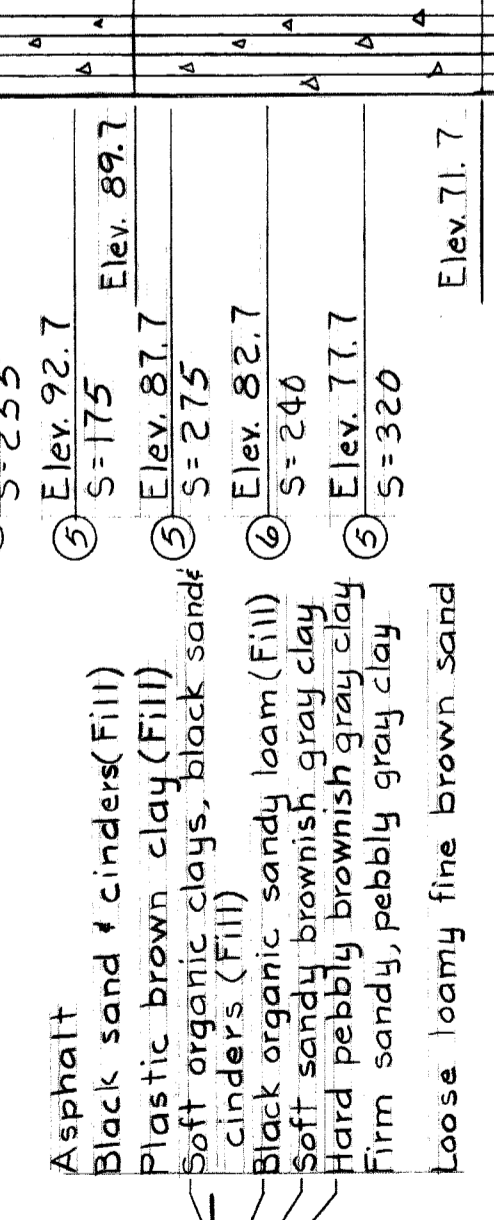 S=235
Elev. 92.7
S=175
Elev. 89.7
Elev. 87.7
S=275
Elev. 82.7
S=240
Elev. 77.7
S=320
Elev. 71.7
5
5
6
5
Asphalt
Black sand & cinders (Fill)
Plastic brown clay (Fill)
Soft organic clays, black sand &
cinders (Fill)
Black organic sandy loam (Fill)
Soft sandy brownish gray clay
Hard pebbly brownish gray clay
Firm sandy, pebbly gray clay
Loose loamy fine brown sand